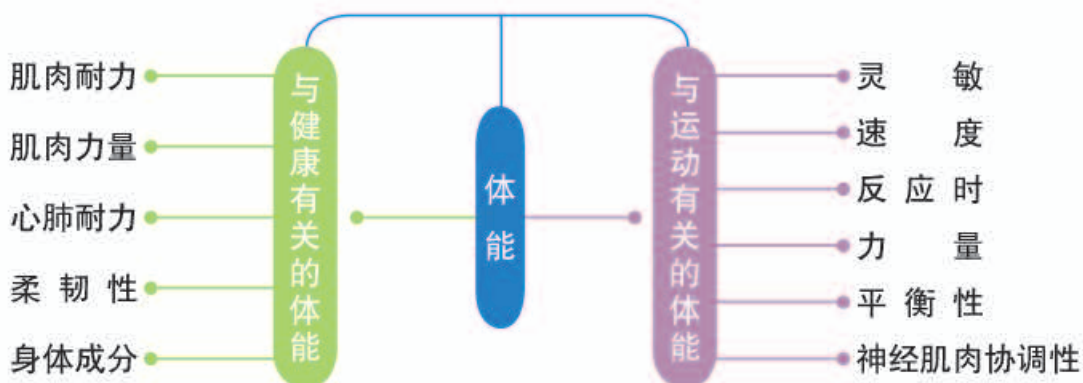 肌肉耐力
肌肉力量
心肺耐力
柔韧性
身体成分
与健康有关的体能
体能
与运动有关的体能
灵敏
速度
反应时
力量
平衡性
神经肌肉协调性